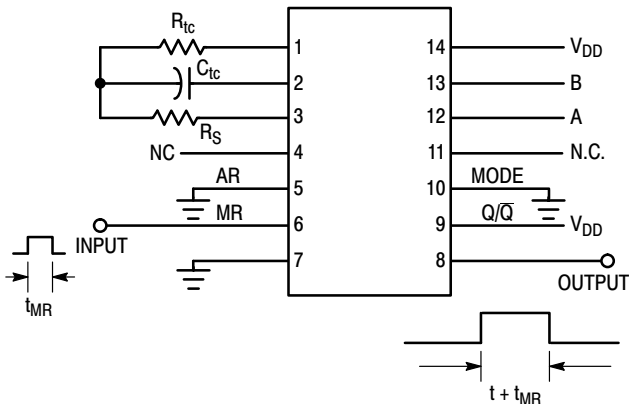 Rtc
1
14
VDD
Ctc
2
13
B
3
12
A
RS
NC
4
11
N.C.
AR
5
10
MODE
MR
6
9
Q/Q̅
VDD
INPUT
7
8
OUTPUT
tMR
t + tMR